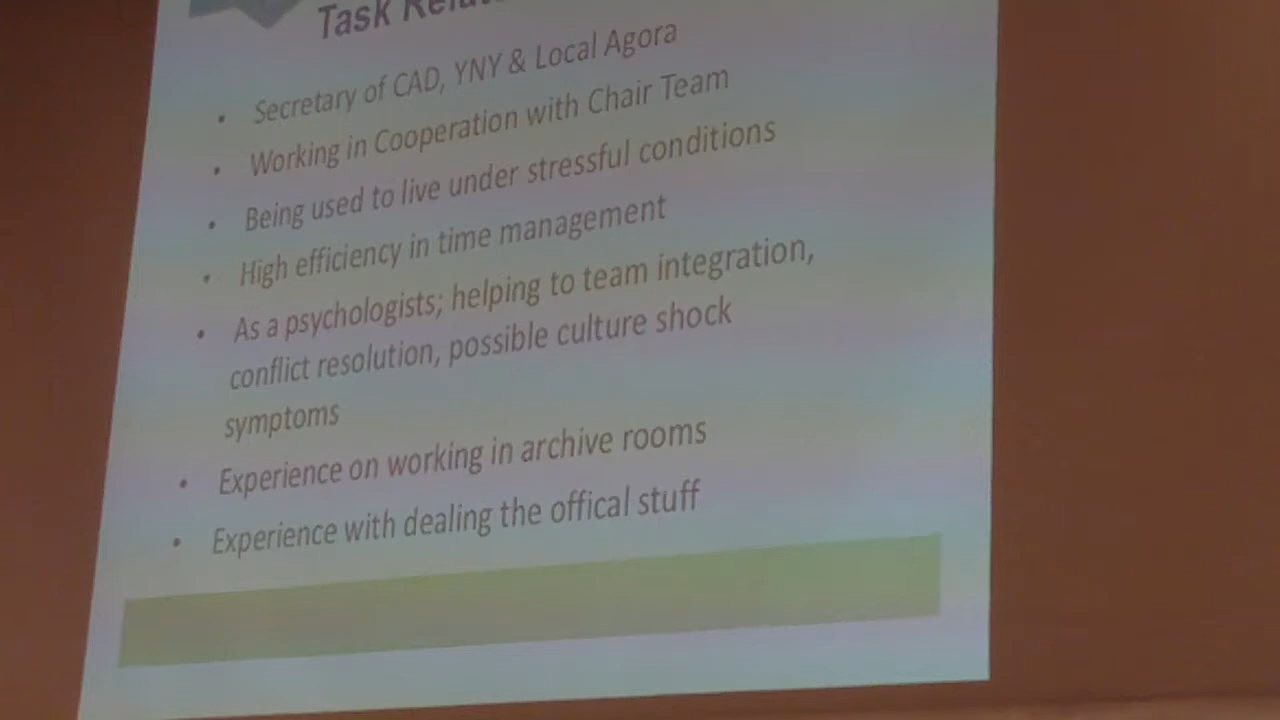 Task
• Secretary of CAD, YNY & Local Agora
• Working in Cooperation with Chair Team
• Being used to live under stressful conditions
• High efficiency in time management
• As a psychologists; helping to team integration,
conflict resolution, possible culture shock
symptoms
• Experience on working in archive rooms
• Experience with dealing the offical stuff